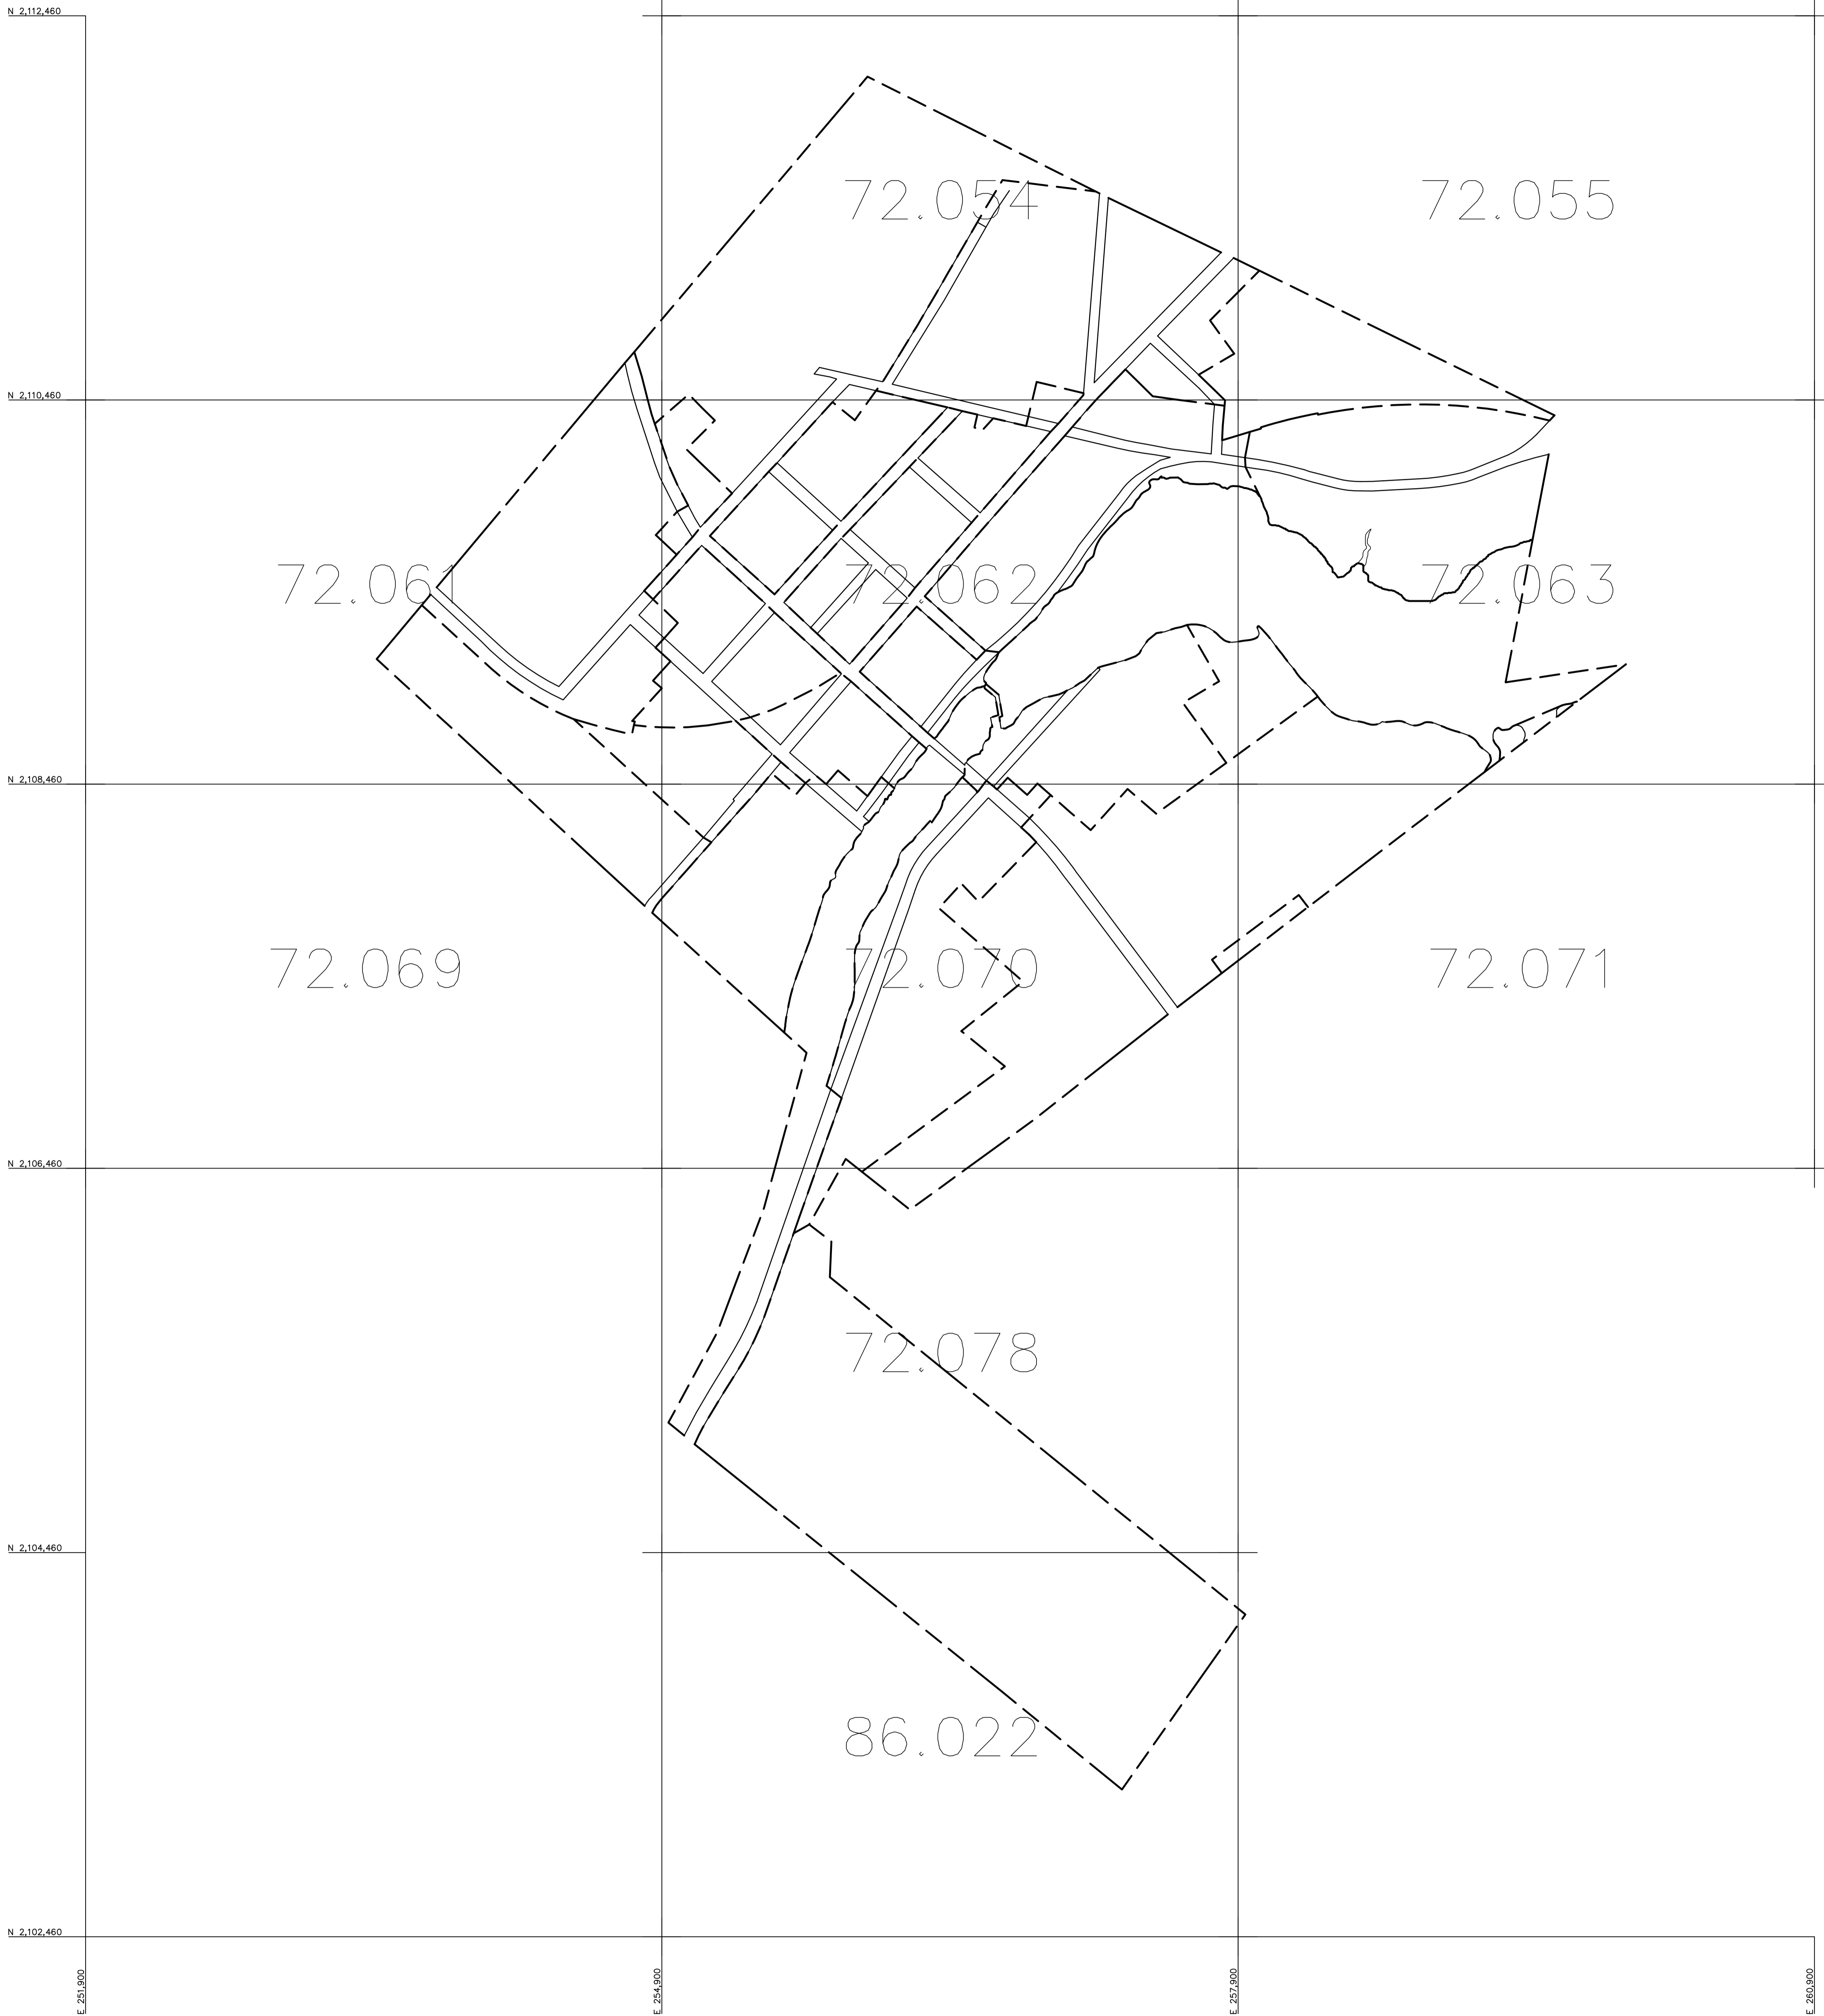 N 2,112,460
72.054
72.055
N 2,110,460
72.061
72.062
72.063
N 2,108,460
72.069
72.070
72.071
N 2,106,460
72.078
N 2,104,460
86.022
N 2,102,460
E 251,900
E 254,900
E 257,900
E 260,900